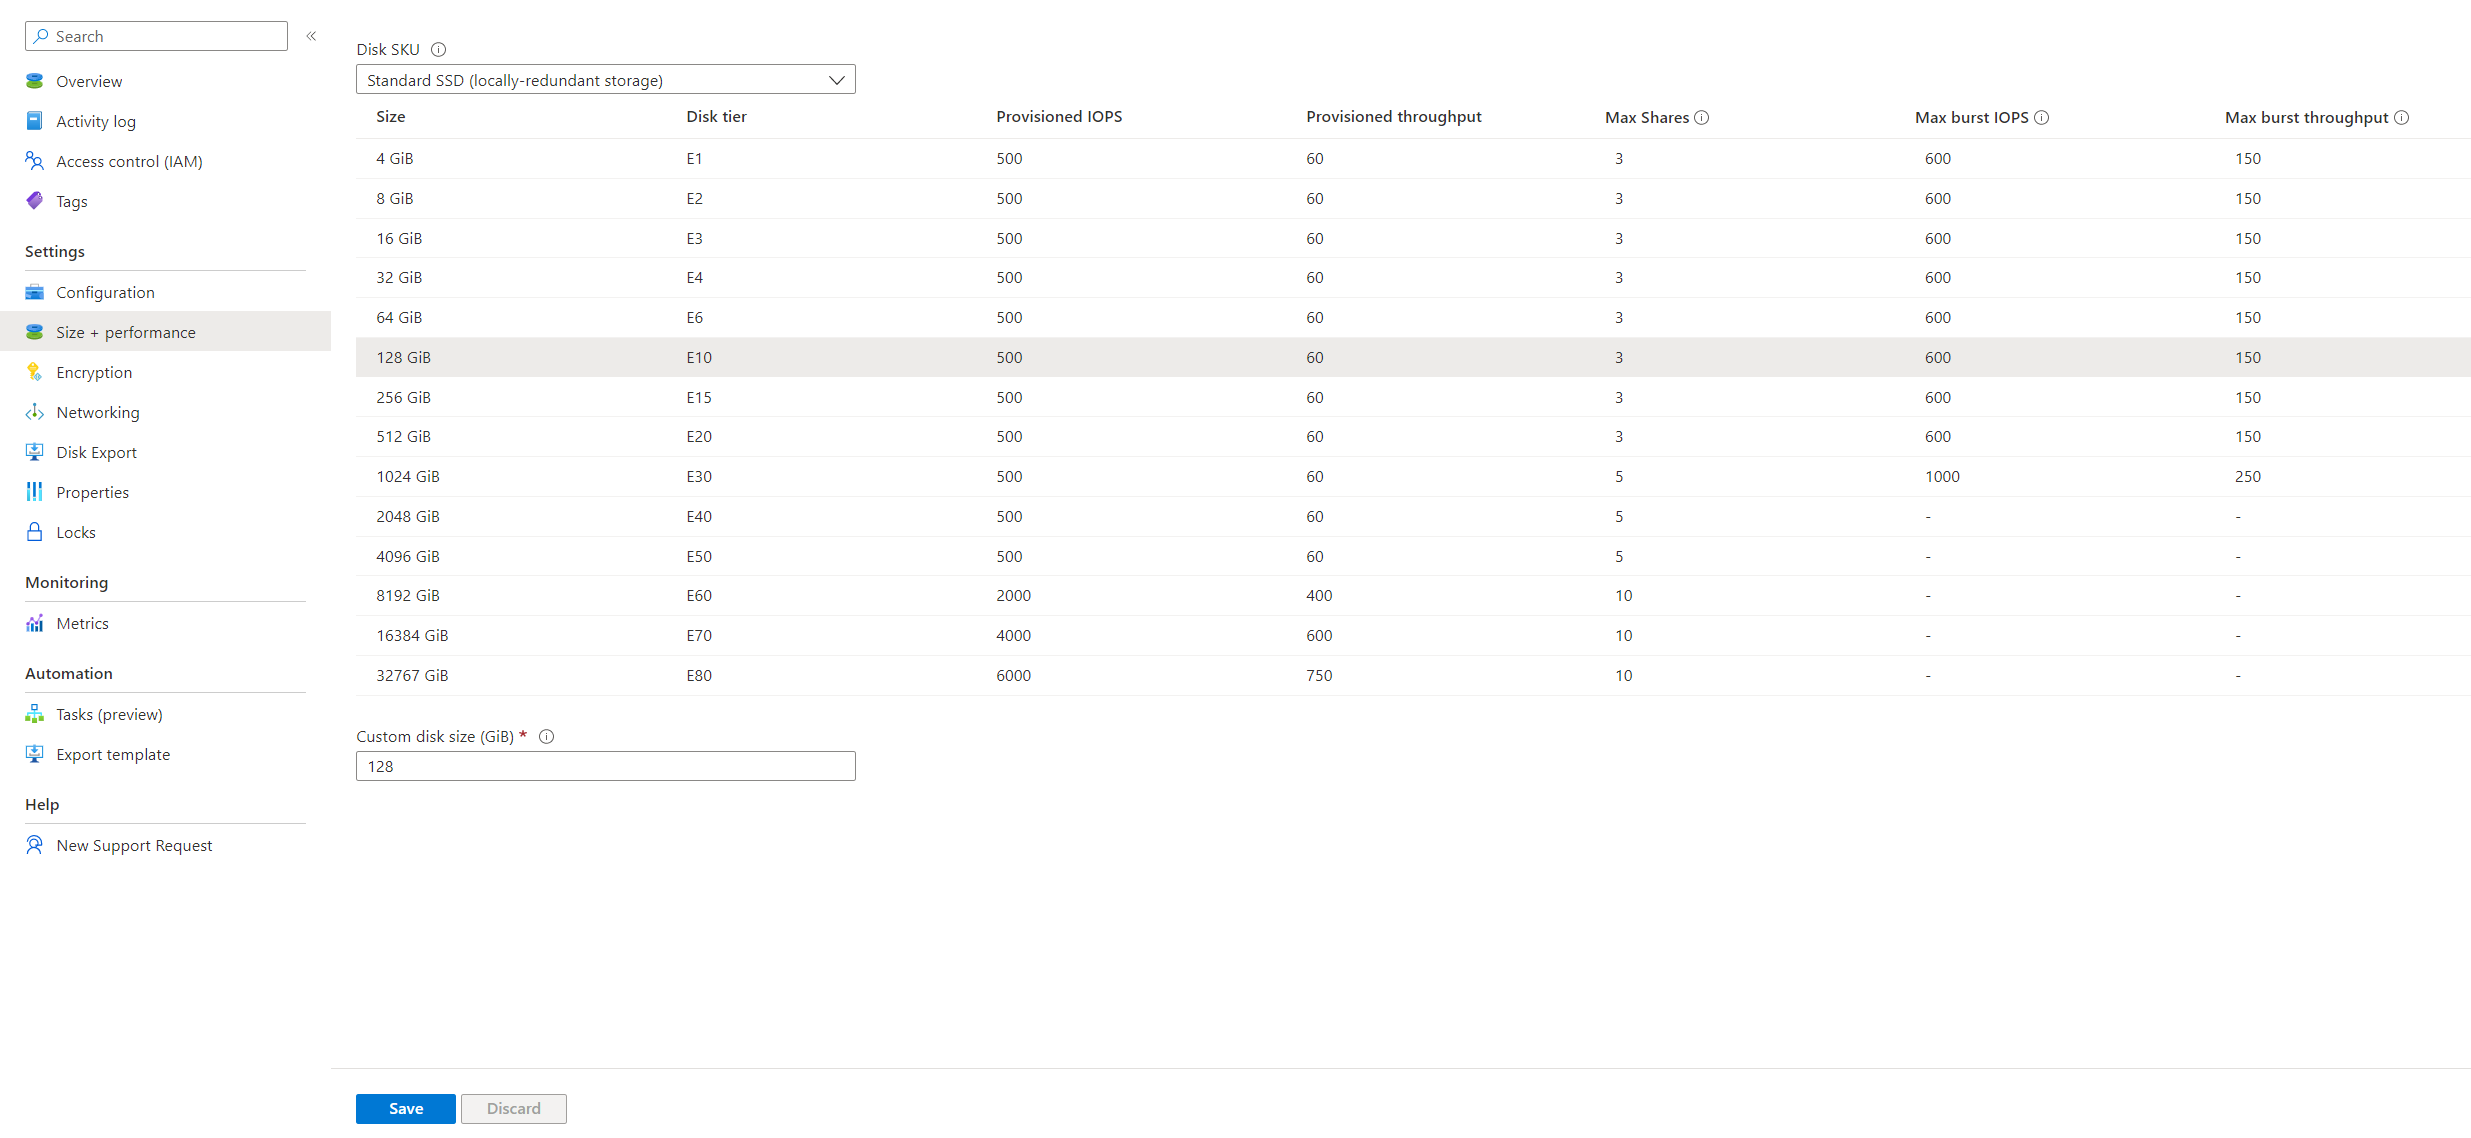 Search
«
Overview
Activity log
Access control (IAM)
Tags
Settings
Configuration
Size + performance
Encryption
Networking
Disk Export
Properties
Locks
Monitoring
Metrics
Automation
Tasks (preview)
Export template
Help
New Support Request
Disk SKU
Standard SSD (locally-redundant storage)
Size Disk tier Provisioned IOPS Provisioned throughput Max Shares Max burst IOPS Max burst throughput
4 GiB E1 500 60 3 600 150
8 GiB E2 500 60 3 600 150
16 GiB E3 500 60 3 600 150
32 GiB E4 500 60 3 600 150
64 GiB E6 500 60 3 600 150
128 GiB E10 500 60 3 600 150
256 GiB E15 500 60 3 600 150
512 GiB E20 500 60 3 600 150
1024 GiB E30 500 60 5 1000 250
2048 GiB E40 500 60 5 - -
4096 GiB E50 500 60 5 - -
8192 GiB E60 2000 400 10 - -
16384 GiB E70 4000 600 10 - -
32767 GiB E80 6000 750 10 - -
Custom disk size (GiB) *
128
Save Discard